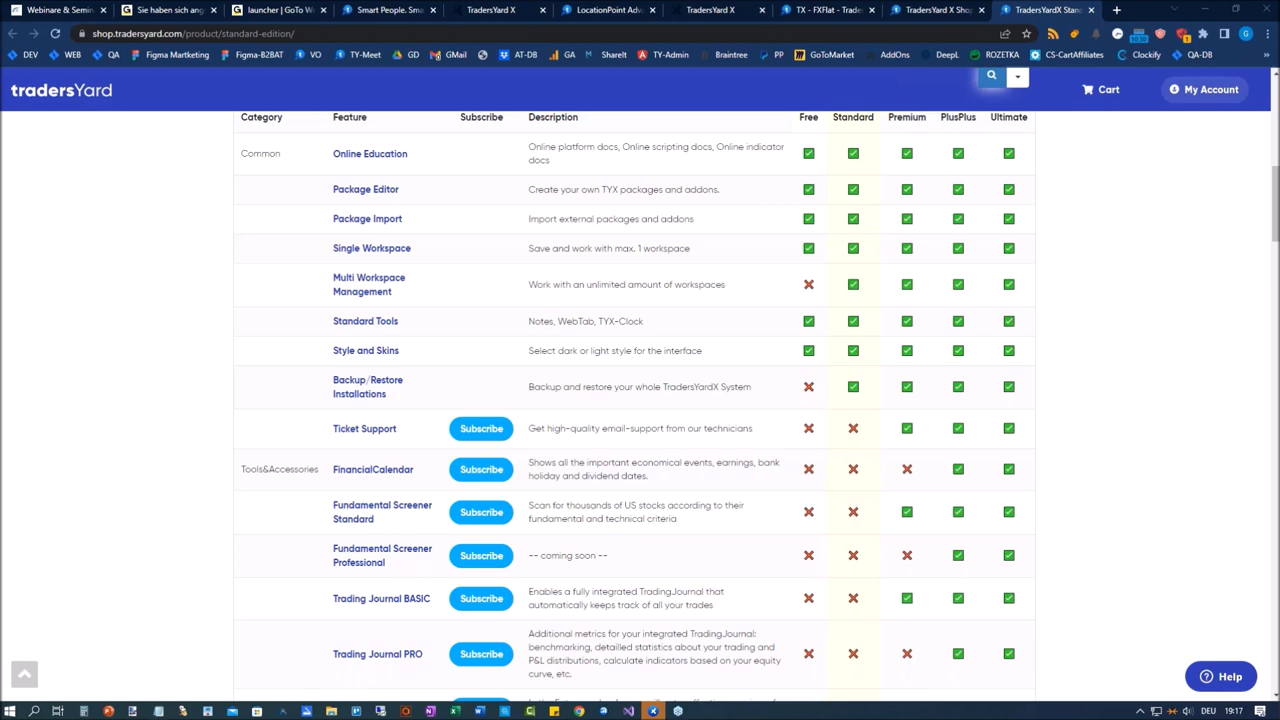 Webinare & Semin
Sie haben sich ang
launcher | GoTo W
Smart People. Sma
TradersYard X
LocationPoint Adv
TradersYard X
TX - FXFlat - Trade
TradersYard X Shop
TradersYardX Stan
shop.tradersyard.com/product/standard-edition/
DEV
WEB
QA
Figma Martketing
Figma-B2BAT
VO
TY-Meet
GD
GMail
AT-DB
GA
ShareIt
TY-Admin
Braintree
PP
GoToMarket
AddOns
DeepL
ROZETKA
CS-CartAffiliates
Clockify
QA-DB
tradersYard
Cart
My Account
Category Feature Subscribe Description Free Standard Premium PlusPlus Ultimate
Common
Online Education
Online platform docs, Online scripting docs, Online indicator
docs
Package Editor
Create your own TYX packages and addons.
Package Import
Import external packages and addons
Single Workspace
Save and work with max. 1 workspace
Multi Workspace
Management
Work with an unlimited amount of workspaces
Standard Tools
Notes, WebTab, TYX-Clock
Style and Skins
Select dark or light style for the interface
Backup/Restore
Installations
Backup and restore your whole TradersYardX System
Ticket Support
Subscribe
Get high-quality email-support from our technicians
Tools&Accessories
FinancialCalendar
Subscribe
Shows all the important economical events, earnings, bank
holiday and dividend dates.
Fundamental Screener
Standard
Subscribe
Scan for thousands of US stocks according to their
fundamental and technical criteria
Fundamental Screener
Professional
Subscribe
-- coming soon --
Trading Journal BASIC
Subscribe
Enables a fully integrated TradingJournal that
automatically keeps track of all your trades
Trading Journal PRO
Subscribe
Additional metrics for your integrated TradingJournal:
benchmarking, detailled statistics about your trading and
P&L distributions, calculate indicators based on your equity
curve, etc.
Help
DEU
19:17